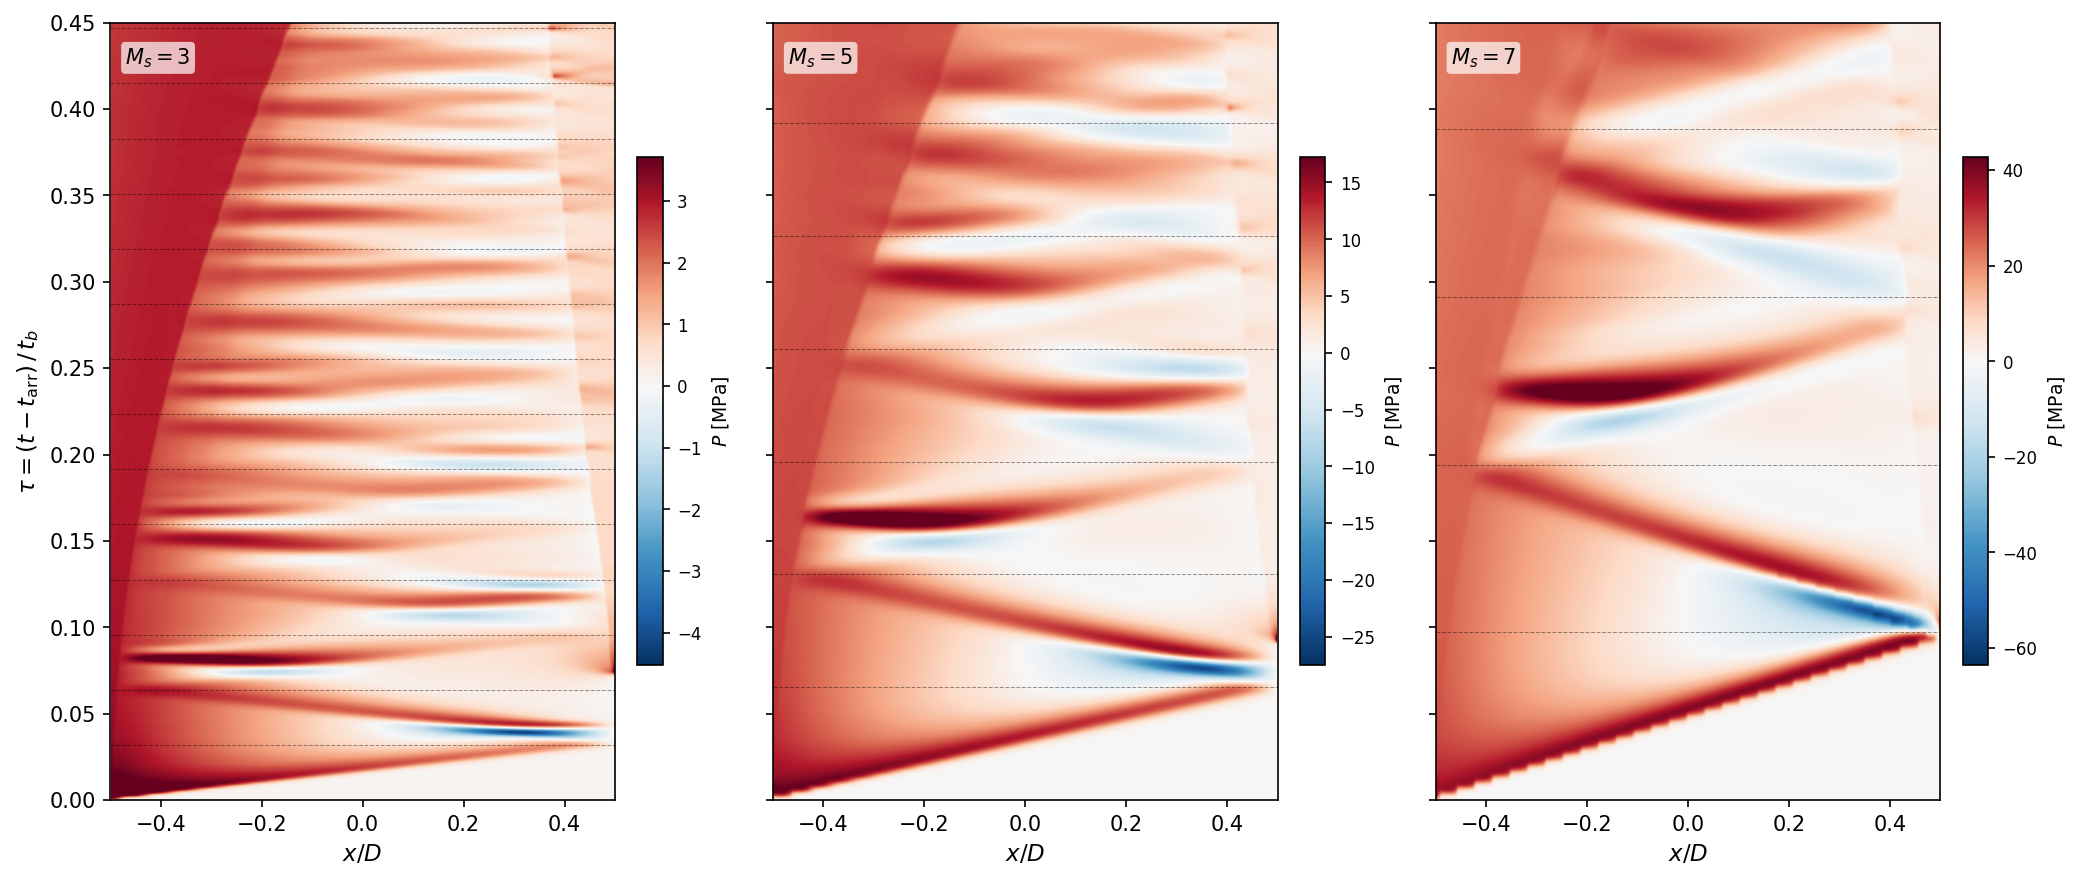 0.45
0.40
0.35
0.30
0.25
0.20
0.15
0.10
0.05
0.00
τ = (t − t_arr) / t_b
M_s = 3
−0.4 −0.2 0.0 0.2 0.4
x/D
3
2
1
0
−1
−2
−3
−4
P [MPa]
M_s = 5
−0.4 −0.2 0.0 0.2 0.4
x/D
15
10
5
0
−5
−10
−15
−20
−25
P [MPa]
M_s = 7
−0.4 −0.2 0.0 0.2 0.4
x/D
40
20
0
−20
−40
−60
P [MPa]